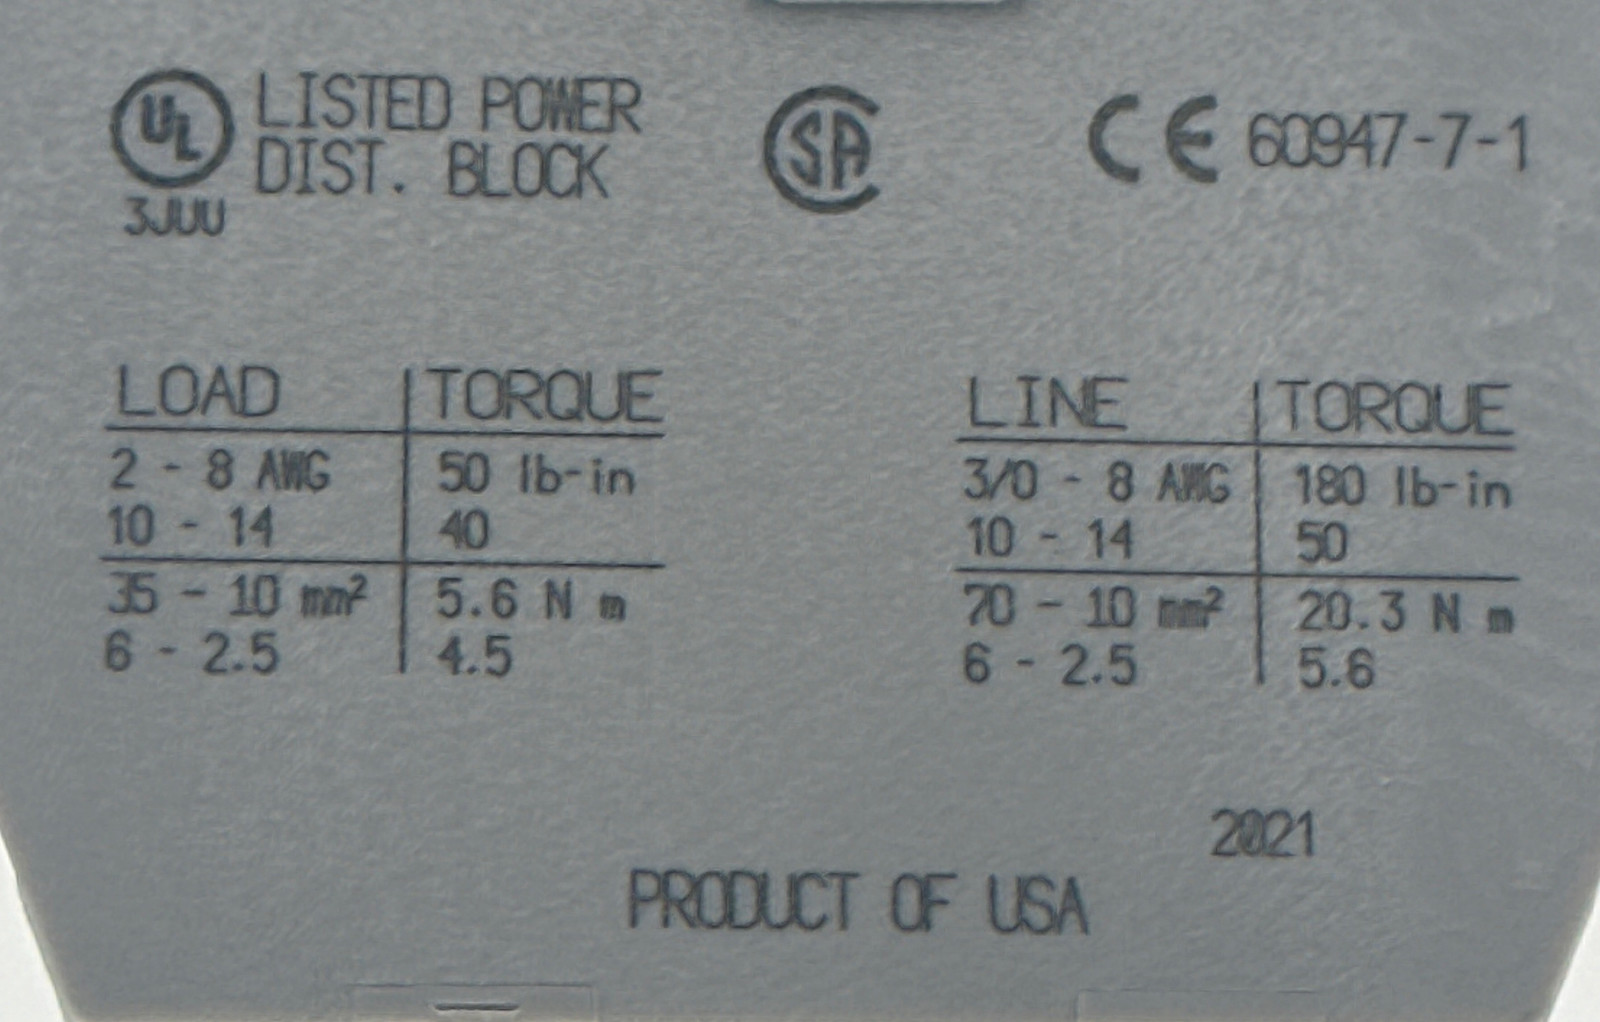 UL LISTED POWER
DIST. BLOCK
3JUU
CSA
CE 60947-7-1
LOAD TORQUE
2 - 8 AWG 50 lb-in
10 - 14 40
35 - 10 mm² 5.6 N m
6 - 2.5 4.5
LINE TORQUE
3/0 - 8 AWG 180 lb-in
10 - 14 50
70 - 10 mm² 20.3 N m
6 - 2.5 5.6
2021
PRODUCT OF USA